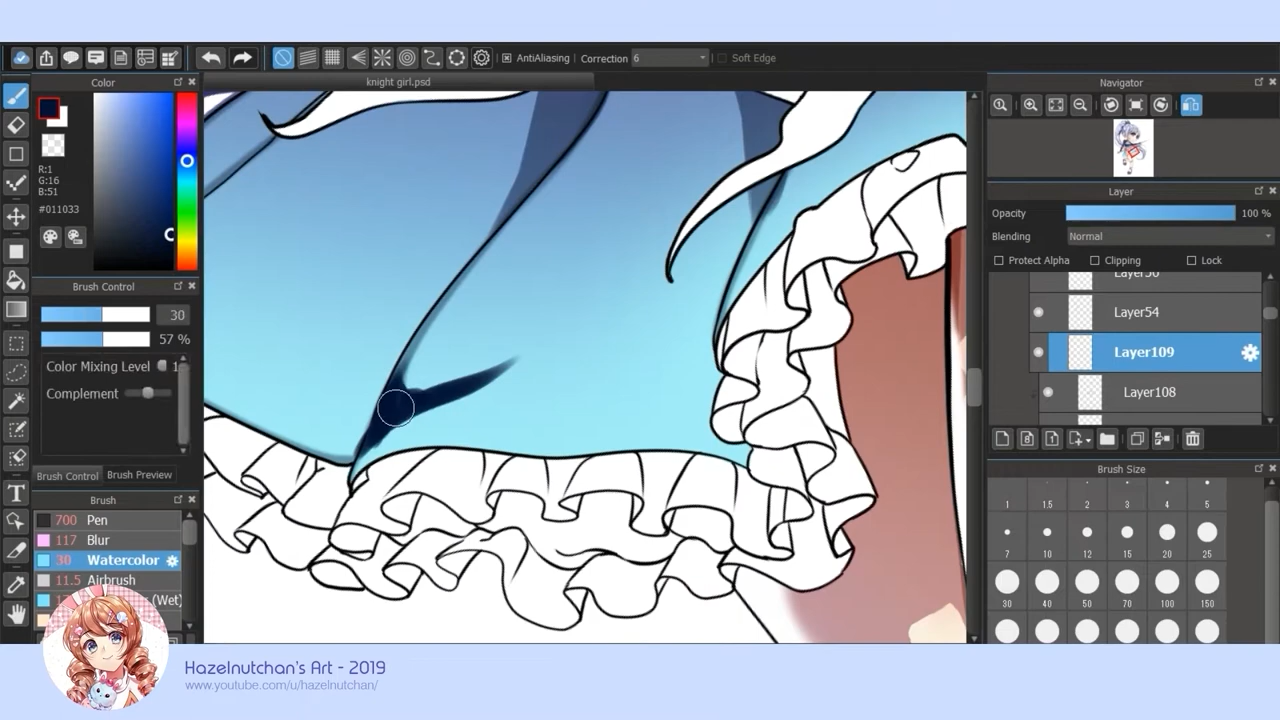 AntiAliasing Correction 6 Soft Edge
Color
knight girl.psd
Navigator
R:1
G:16
B:51
#011033
Layer
Opacity 100 %
Blending Normal
Protect Alpha Clipping Lock
Layer54
Layer109
Layer108
Brush Control
30
57 %
Color Mixing Level
Complement
Brush Control Brush Preview
Brush
700 Pen
117 Blur
30 Watercolor
11.5 Airbrush
(Wet)
Brush Size
1 1.5 2 3 4 5
7 10 12 15 20 25
30 40 50 70 100 150
T
Hazelnutchan's Art - 2019
www.youtube.com/u/hazelnutchan/